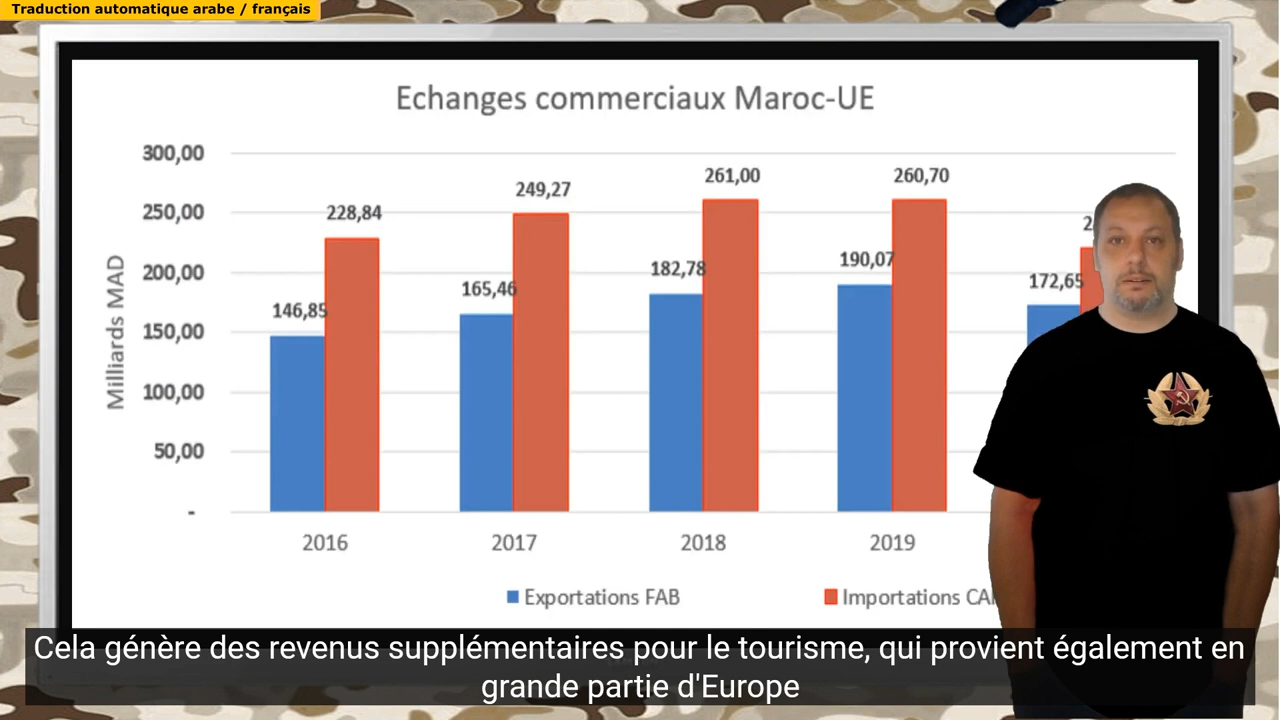 Traduction automatique arabe / français
Echanges commerciaux Maroc-UE
300,00
250,00
200,00
150,00
100,00
50,00
-
Milliards MAD
228,84
146,85
249,27
165,46
261,00
182,78
260,70
190,07
172,65
2016
2017
2018
2019
Exportations FAB
Importations
Cela génère des revenus supplémentaires pour le tourisme, qui provient également en
grande partie d'Europe